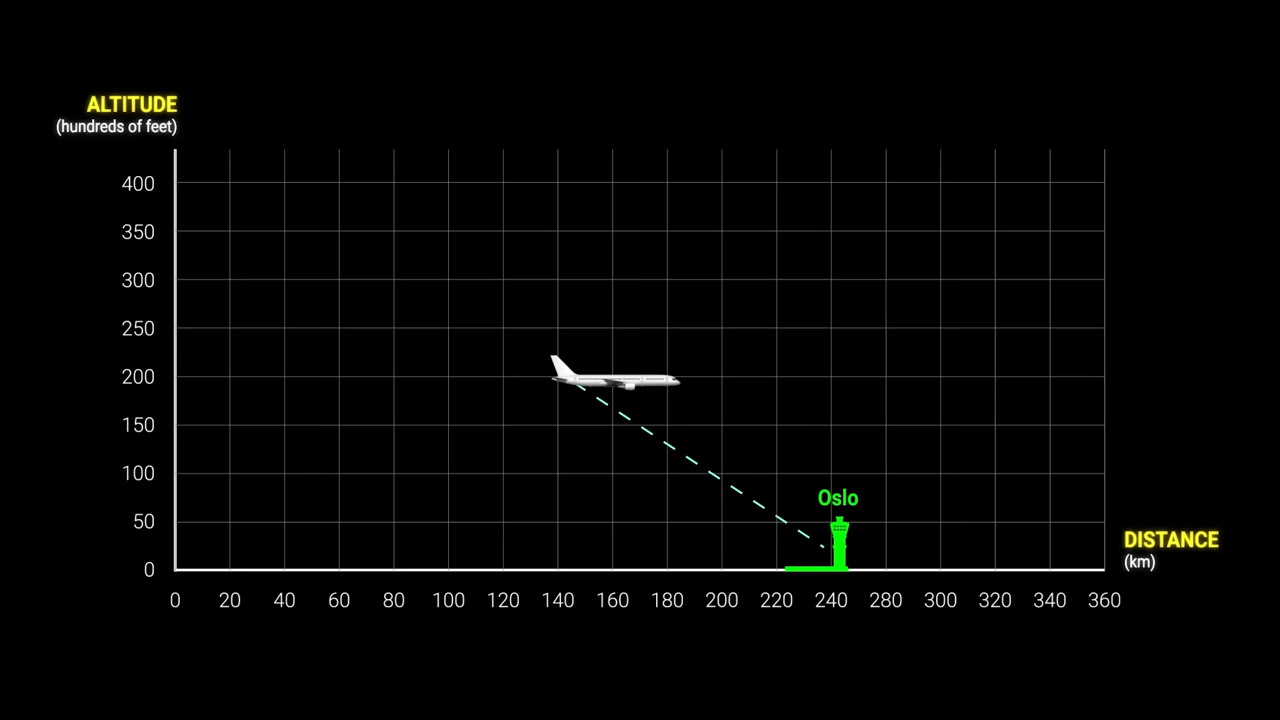 ALTITUDE
(hundreds of feet)
400
350
300
250
200
150
100
50
0
Oslo
DISTANCE
(km)
0 20 40 60 80 100 120 140 160 180 200 220 240 260 280 300 320 340 360